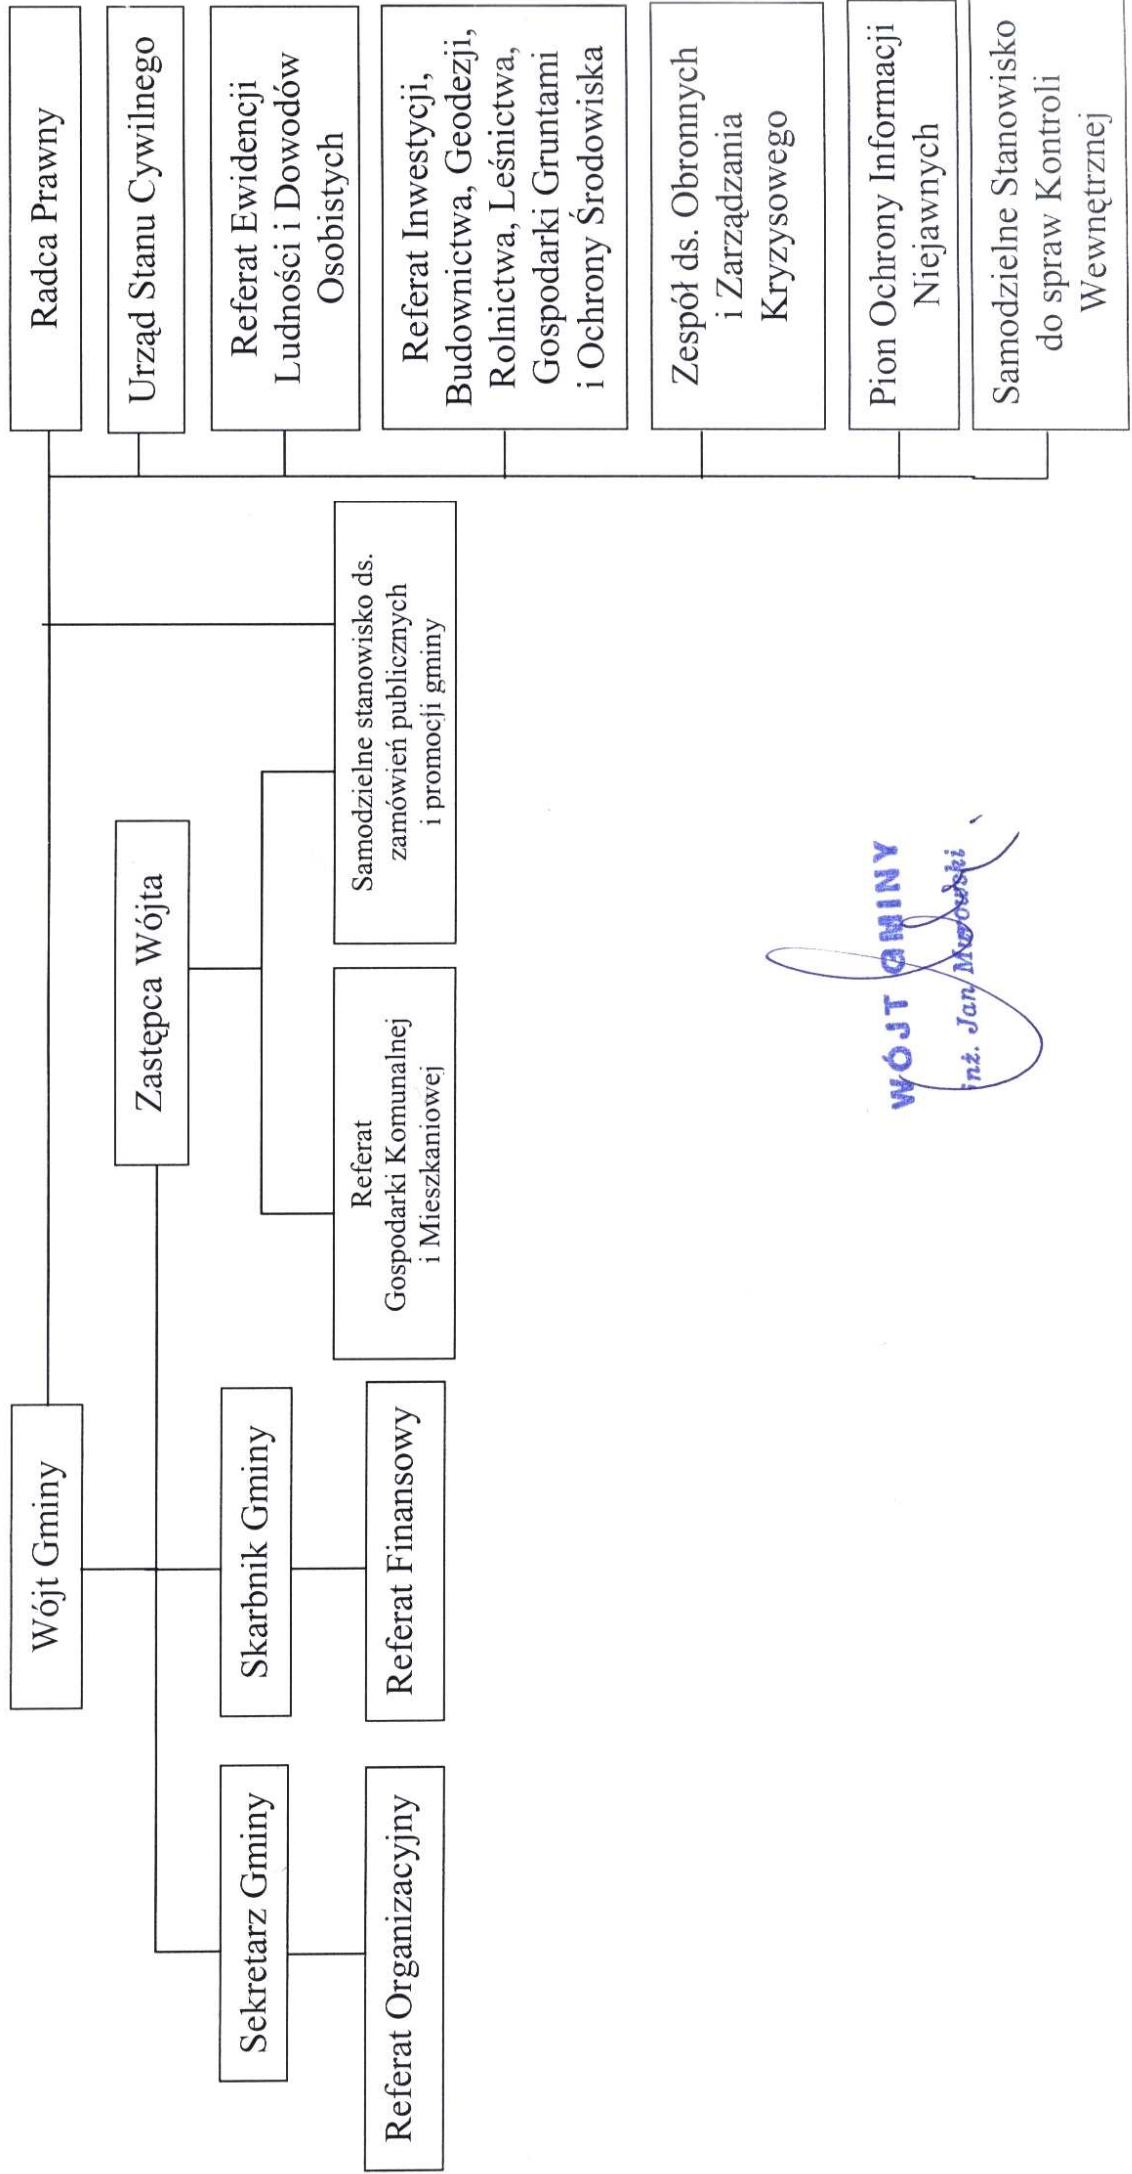 Wójt Gminy
Radca Prawny
Zastępca Wójta
Urząd Stanu Cywilnego
Sekretarz Gminy
Skarbnik Gminy
Referat Ewidencji
Ludności i Dowodów
Osobistych
Referat Organizacyjny
Referat Finansowy
Referat
Gospodarki Komunalnej
i Mieszkaniowej
Samodzielne stanowisko ds.
zamówień publicznych
i promocji gminy
Referat Inwestycji,
Budownictwa, Geodezji,
Rolnictwa, Leśnictwa,
Gospodarki Gruntami
i Ochrony Środowiska
Zespół ds. Obronnych
i Zarządzania
Kryzysowego
Pion Ochrony Informacji
Niejawnych
Samodzielne Stanowisko
do spraw Kontroli
Wewnętrznej
WÓJT GMINY
inż. Jan